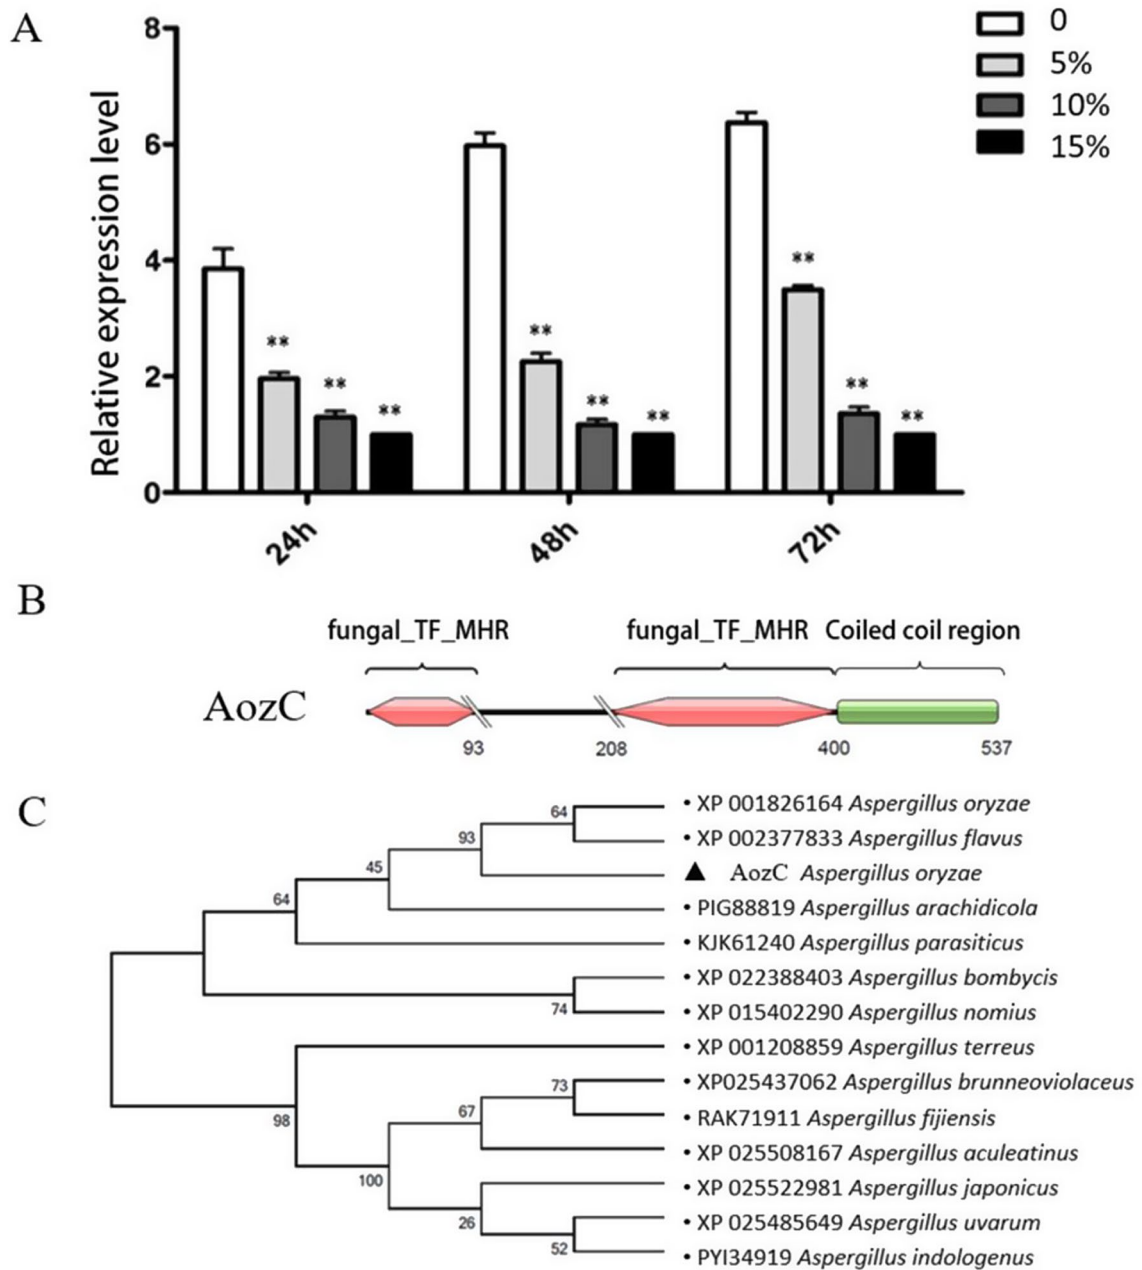 A
Relative expression level
8
6
4
2
0
** ** **
** ** **
** ** **
24h 48h 72h
0
5%
10%
15%
B
fungal_TF_MHR fungal_TF_MHR Coiled coil region
AozC
93 208 400 537
C
64 • XP 001826164 Aspergillus oryzae
93 • XP 002377833 Aspergillus flavus
45 ▲ AozC Aspergillus oryzae
64 • PIG88819 Aspergillus arachidicola
• KJK61240 Aspergillus parasiticus
• XP 022388403 Aspergillus bombycis
74 • XP 015402290 Aspergillus nomius
• XP 001208859 Aspergillus terreus
73 • XP025437062 Aspergillus brunneoviolaceus
98 67 • RAK71911 Aspergillus fijiensis
• XP 025508167 Aspergillus aculeatinus
100 • XP 025522981 Aspergillus japonicus
26 • XP 025485649 Aspergillus uvarum
52 • PYI34919 Aspergillus indologenus